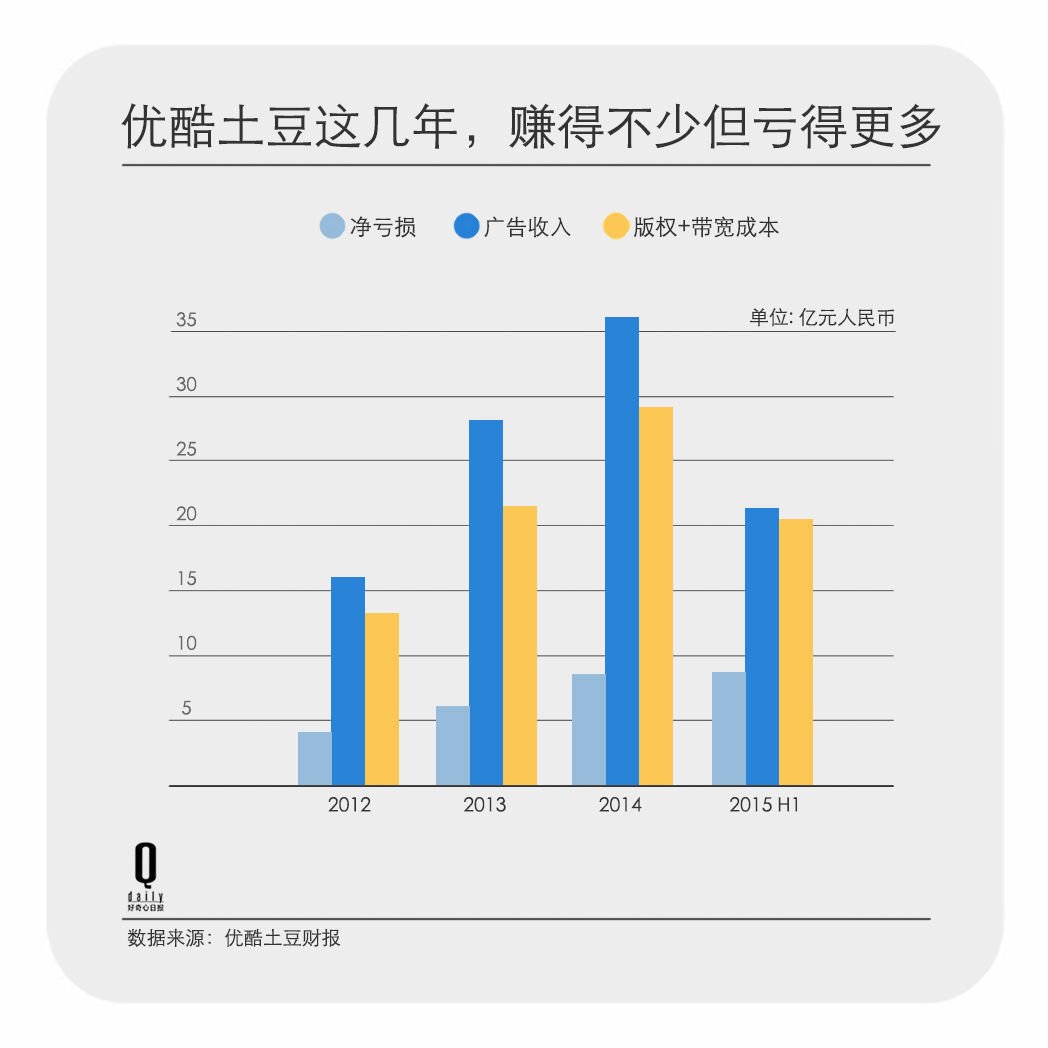 优酷土豆这几年，赚得不少但亏得更多
净亏损 广告收入 版权+带宽成本
单位: 亿元人民币
35
30
25
20
15
10
5
2012 2013 2014 2015 H1
Q
daily
好奇心日报
数据来源：优酷土豆财报